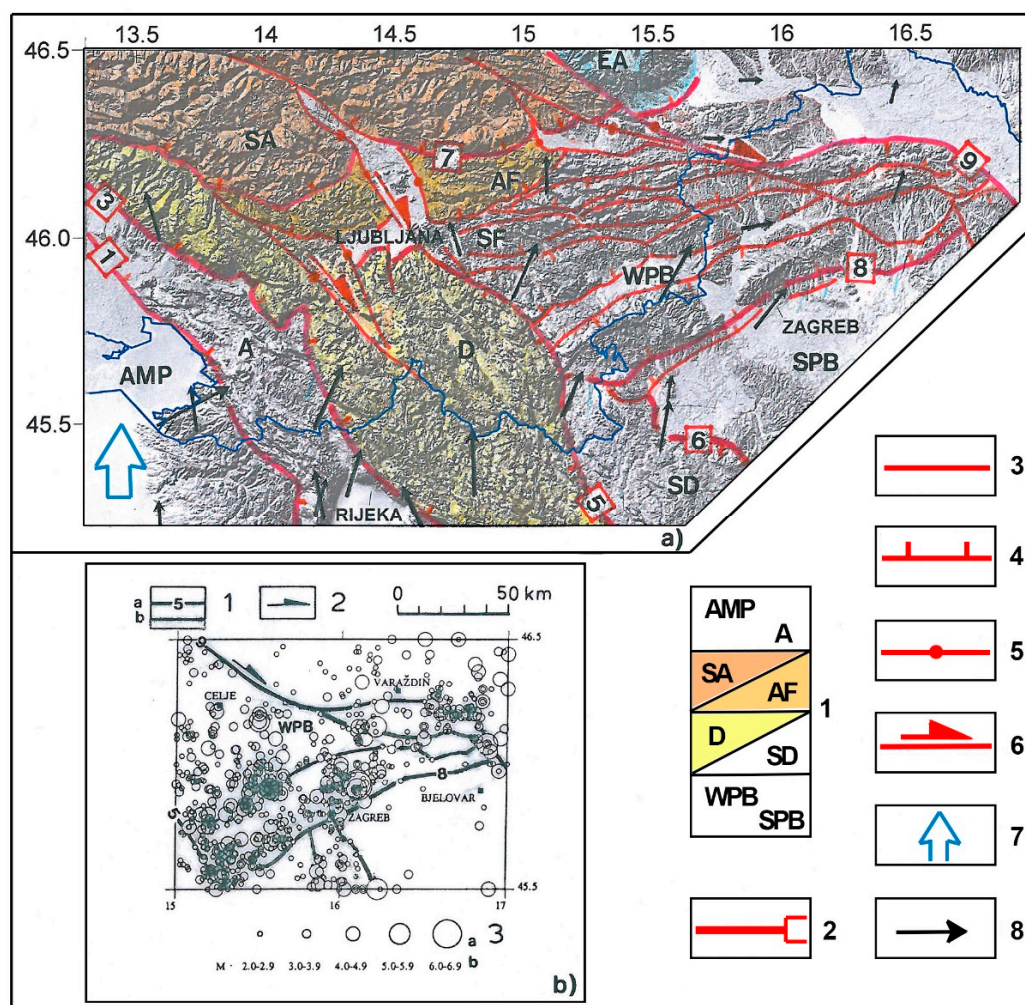 13.5 14 14.5 15 15.5 16 16.5
46.5
EA
SA
7
9
AF
3
46.0
LJUBLJANA
SF
1
WPB
8
A
D
ZAGREB
AMP
SPB
45.5
6
SD
5
RIJEKA
a)
3
4
5
6
7
8
AMP
A
SA
AF
D
SD
WPB
SPB
1
2
a 5 1
b
2
0 50 km
15 16 17
46.5
9
VARAŽDIN
CELJE
WPB
8
BJELOVAR
ZAGREB
5
45.5
15 16 17
a 3
b
M · 2.0-2.9 3.0-3.9 4.0-4.9 5.0-5.9 6.0-6.9
b)